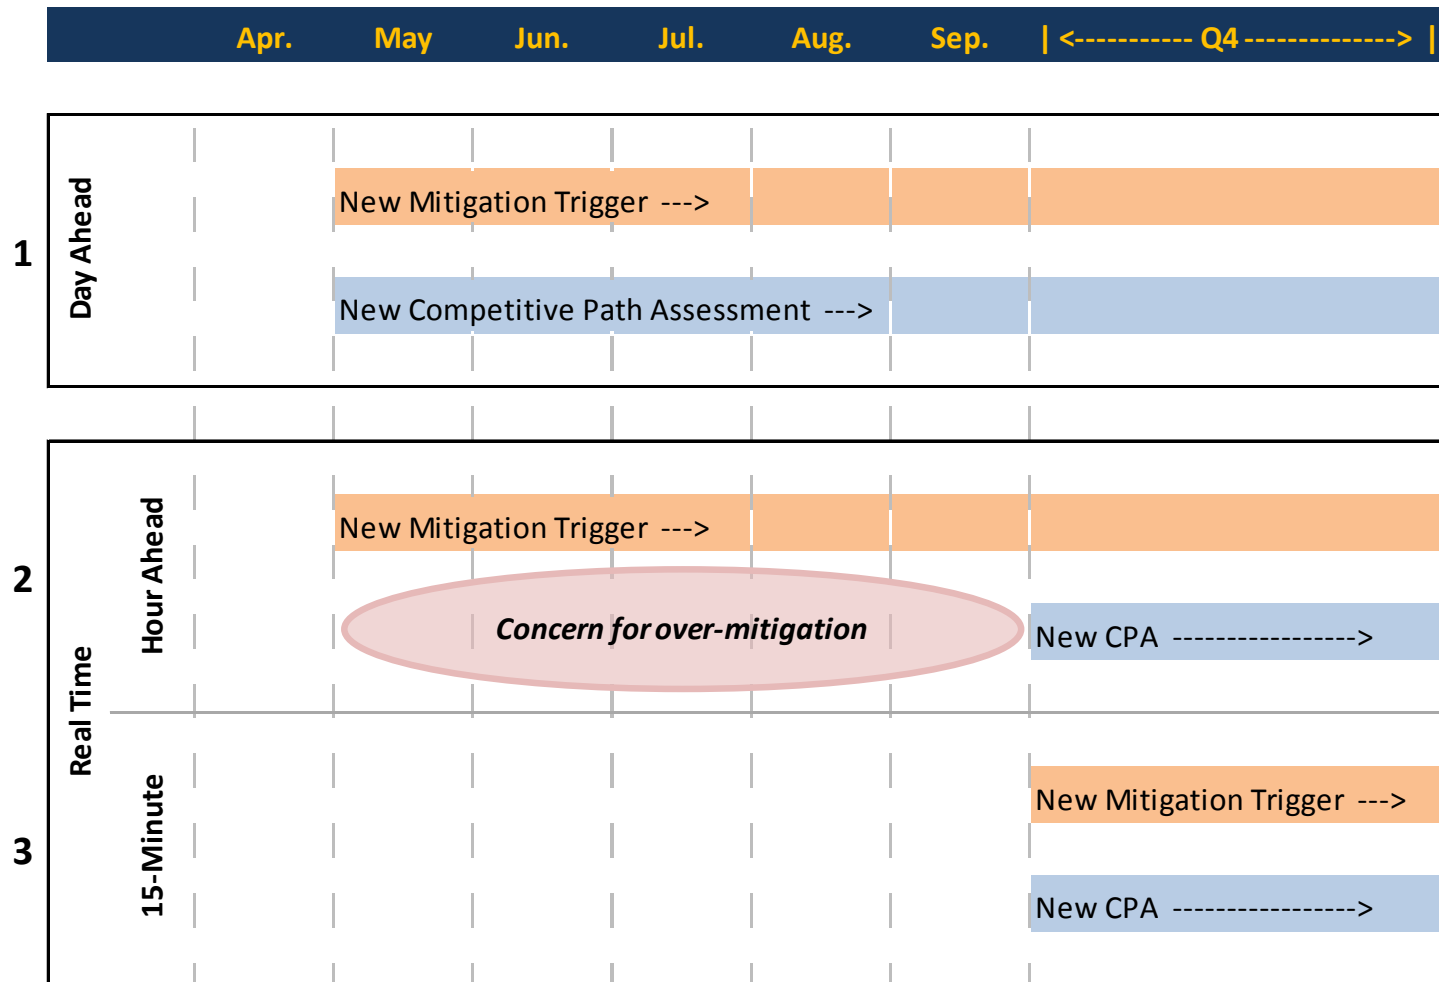 Apr. May Jun. Jul. Aug. Sep. | <----------- Q4 --------------> |
1
Day Ahead
New Mitigation Trigger --->
New Competitive Path Assessment --->
2
Real Time
Hour Ahead
New Mitigation Trigger --->
Concern for over-mitigation
New CPA ----------------->
3
15-Minute
New Mitigation Trigger --->
New CPA ----------------->